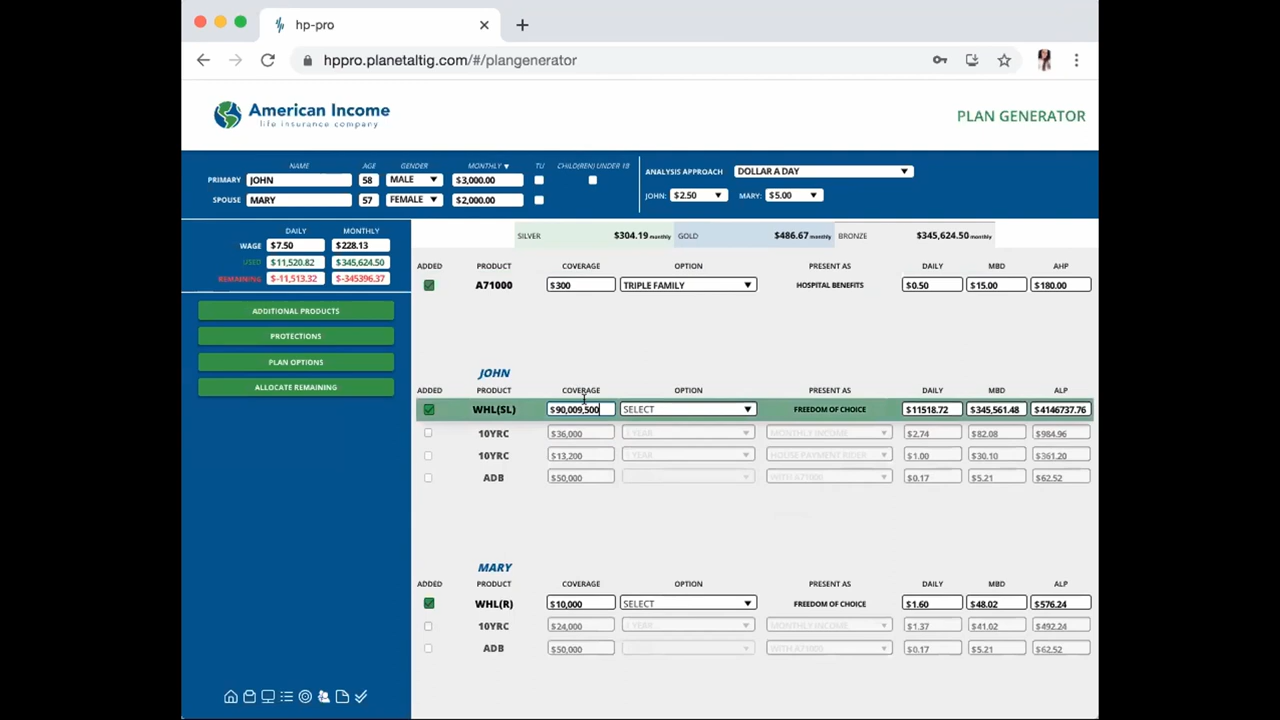 hp-pro
hppro.planetaltig.com/#/plangenerator
American Income
life insurance company
PLAN GENERATOR
NAME AGE GENDER MONTHLY ▼ TU CHILD(REN) UNDER 18
PRIMARY JOHN 58 MALE $3,000.00
SPOUSE MARY 57 FEMALE $2,000.00
ANALYSIS APPROACH DOLLAR A DAY
JOHN: $2.50 MARY: $5.00
DAILY MONTHLY
WAGE $7.50 $228.13
USED $11,520.82 $345,624.50
REMAINING $-11,513.32 $-345396.37
ADDITIONAL PRODUCTS
PROTECTIONS
PLAN OPTIONS
ALLOCATE REMAINING
SILVER $304.19 monthly GOLD $486.67 monthly BRONZE $345,624.50 monthly
ADDED PRODUCT COVERAGE OPTION PRESENT AS DAILY MBD AHP
A71000 $300 TRIPLE FAMILY HOSPITAL BENEFITS $0.50 $15.00 $180.00
JOHN
ADDED PRODUCT COVERAGE OPTION PRESENT AS DAILY MBD ALP
WHL(SL) $90,009,500 SELECT FREEDOM OF CHOICE $11518.72 $345,561.48 $4146737.76
10YRC $36,000 1 YEAR MONTHLY INCOME $2.74 $82.08 $984.96
10YRC $13,200 1 YEAR HOUSE PAYMENT RIDER $1.00 $30.10 $361.20
ADB $50,000 WITH A71000 $0.17 $5.21 $62.52
MARY
ADDED PRODUCT COVERAGE OPTION PRESENT AS DAILY MBD ALP
WHL(R) $10,000 SELECT FREEDOM OF CHOICE $1.60 $48.02 $576.24
10YRC $24,000 1 YEAR MONTHLY INCOME $1.37 $41.02 $492.24
ADB $50,000 WITH A71000 $0.17 $5.21 $62.52